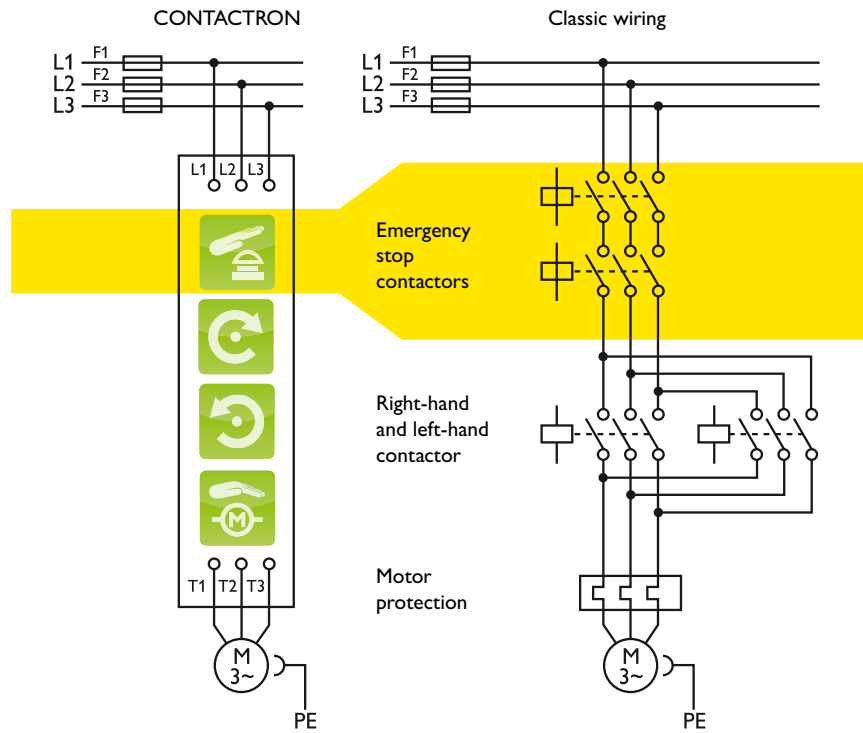 CONTACTRON
Classic wiring
L1 F1
L2 F2
L3 F3
L1 F1
L2 F2
L3 F3
L1 L2 L3
Emergency
stop
contactors
Right-hand
and left-hand
contactor
M
T1 T2 T3
Motor
protection
M
3~
PE
M
3~
PE